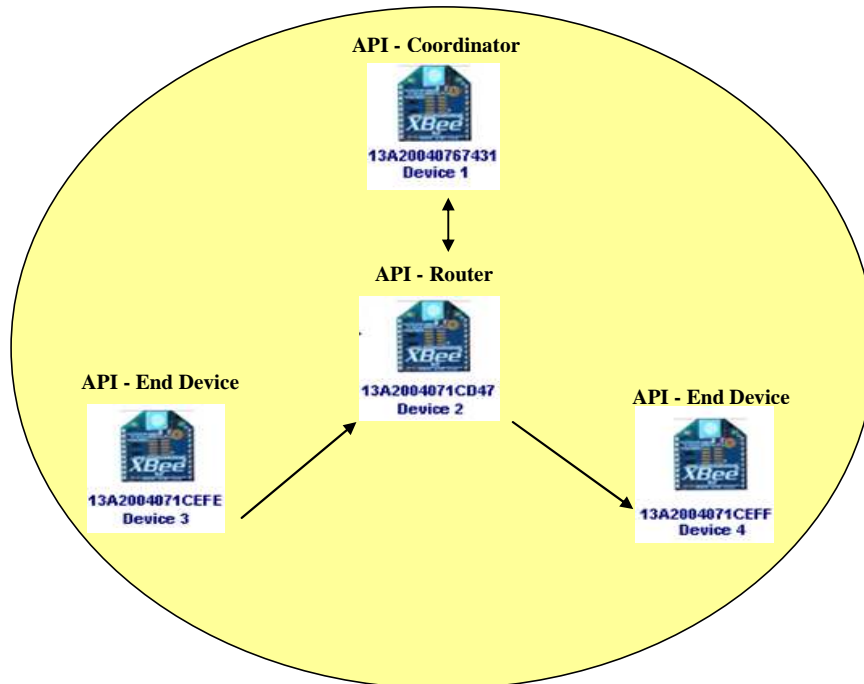 API - Coordinator
XBee
13A20040767431
Device 1
API - Router
XBee
13A2004071CD47
Device 2
API - End Device
XBee
13A2004071CEFE
Device 3
API - End Device
XBee
13A2004071CEFF
Device 4